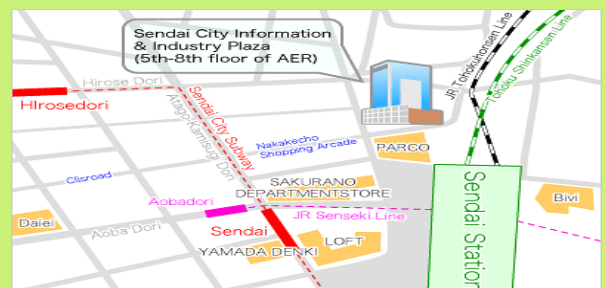 Sendai City Information
& Industry Plaza
(5th-8th floor of AER)
JR Tohokuhonsen Line
Tohoku Shinkansen Line
Hirose Dori
HIrosedori
Sendai City Subway
Atago-Kamisugi Dori
Nakakecho
Shopping Arcade
PARCO
Clisroad
SAKURANO
DEPARTMENTSTORE
Aobadori
JR Senseki Line
Bivi
Daiei
Aoba Dori
Sendai
LOFT
YAMADA DENKI
Sendai Station